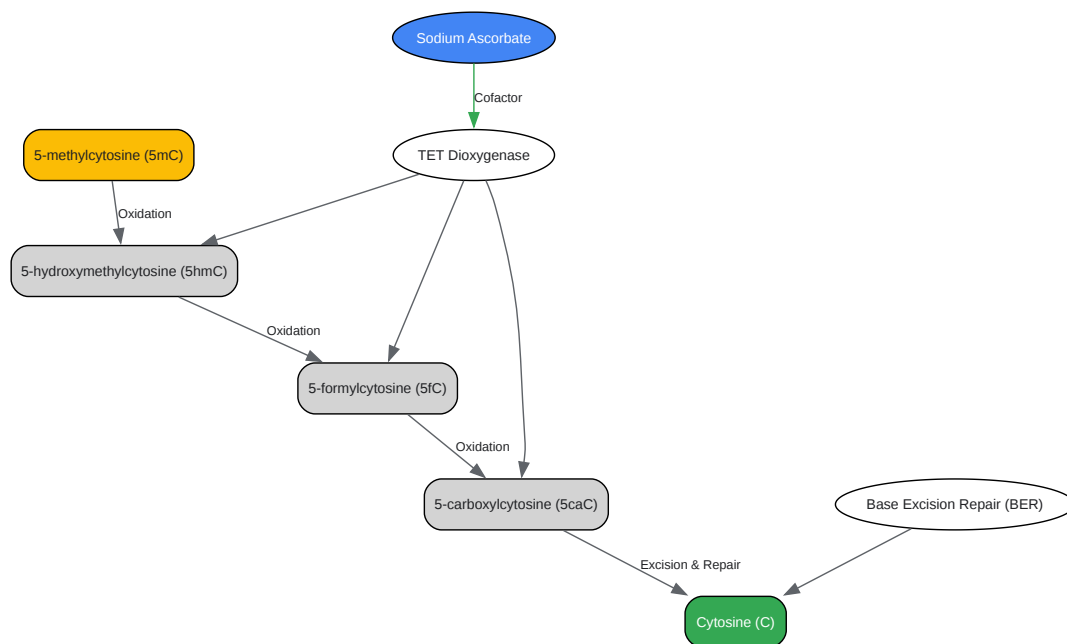 Sodium Ascorbate
Cofactor
5-methylcytosine (5mC)
TET Dioxygenase
Oxidation
5-hydroxymethylcytosine (5hmC)
Oxidation
5-formylcytosine (5fC)
Oxidation
5-carboxylcytosine (5caC)
Base Excision Repair (BER)
Excision & Repair
Cytosine (C)